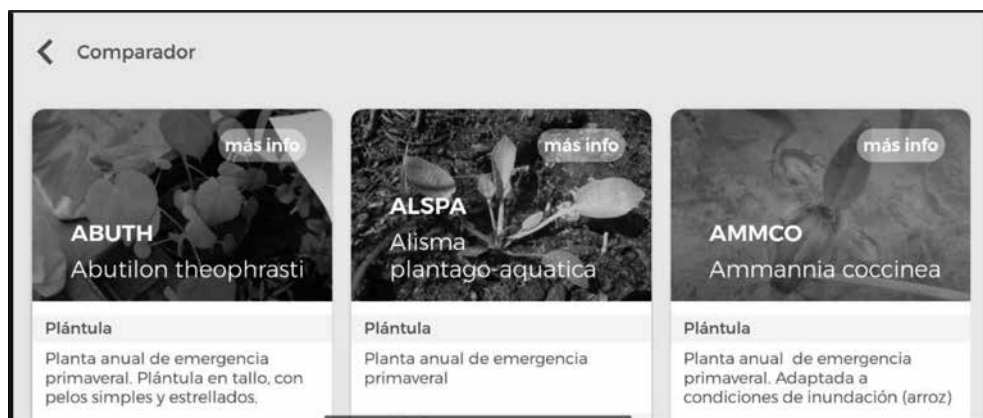 Comparador
más info
ABUTH
Abutilon theophrasti
Plántula
Planta anual de emergencia
primaveral. Plántula en tallo, con
pelos simples y estrellados.
más info
ALSPA
Alisma
plantago-aquatica
Plántula
Planta anual de emergencia
primaveral
más info
AMMCO
Ammannia coccinea
Plántula
Planta anual de emergencia
primaveral. Adaptada a
condiciones de inundación (arroz)